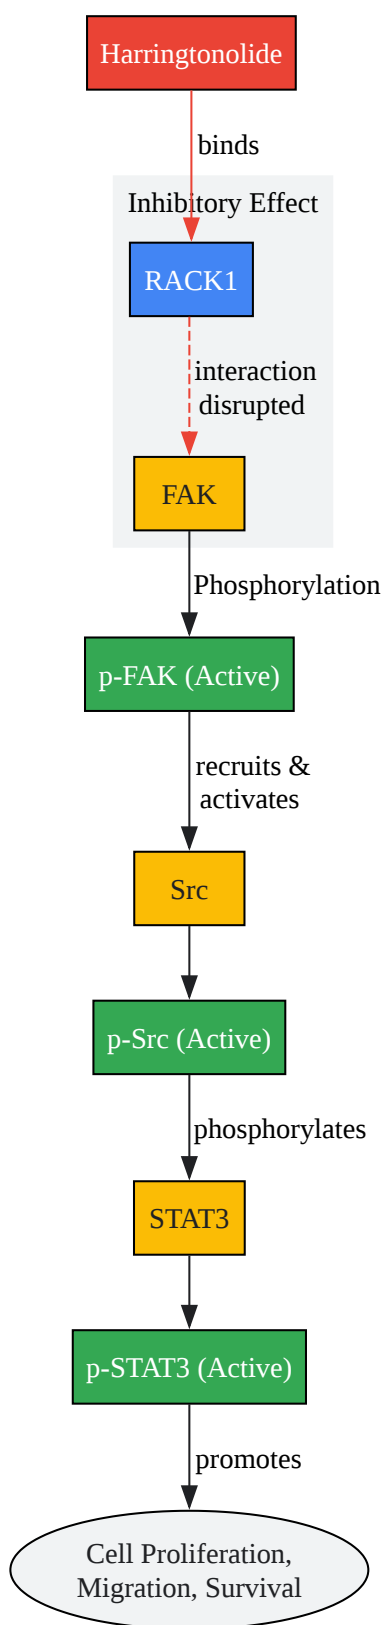 Harringtonolide
binds
Inhibitory Effect
RACK1
interaction
disrupted
FAK
Phosphorylation
p-FAK (Active)
recruits &
activates
Src
p-Src (Active)
phosphorylates
STAT3
p-STAT3 (Active)
promotes
Cell Proliferation,
Migration, Survival